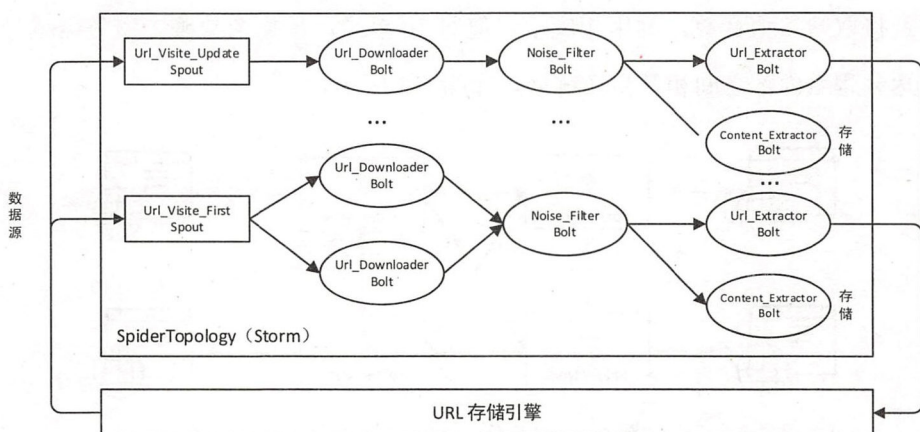 Url_Visite_Update
Spout
Url_Downloader
Bolt
Noise_Filter
Bolt
Url_Extractor
Bolt
...
...
Content_Extractor
Bolt
存储
...
数据源
Url_Visite_First
Spout
Url_Downloader
Bolt
Url_Downloader
Bolt
Noise_Filter
Bolt
Url_Extractor
Bolt
Content_Extractor
Bolt
存储
SpiderTopology（Storm）
URL 存储引擎